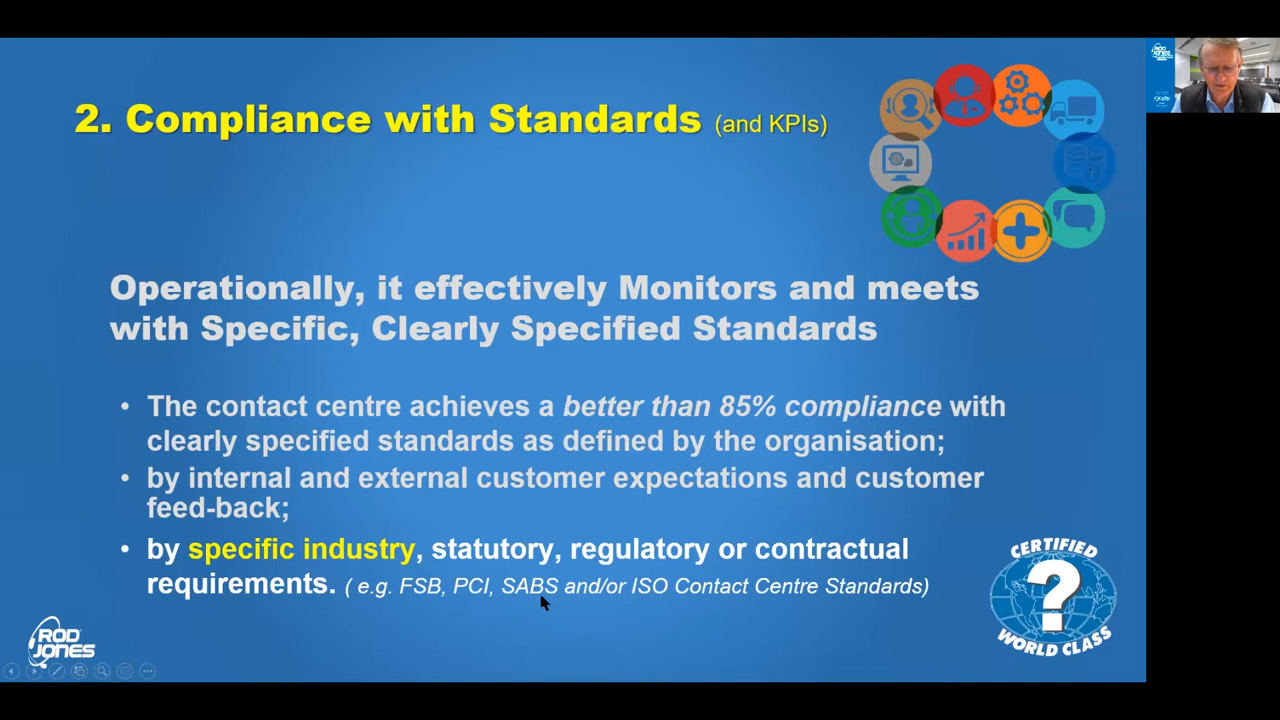 2. Compliance with Standards (and KPIs)
Operationally, it effectively Monitors and meets
with Specific, Clearly Specified Standards
• The contact centre achieves a better than 85% compliance with
clearly specified standards as defined by the organisation;
• by internal and external customer expectations and customer
feed-back;
• by specific industry, statutory, regulatory or contractual
requirements. ( e.g. FSB, PCI, SABS and/or ISO Contact Centre Standards)
CERTIFIED
?
WORLD CLASS
ROD
JONES